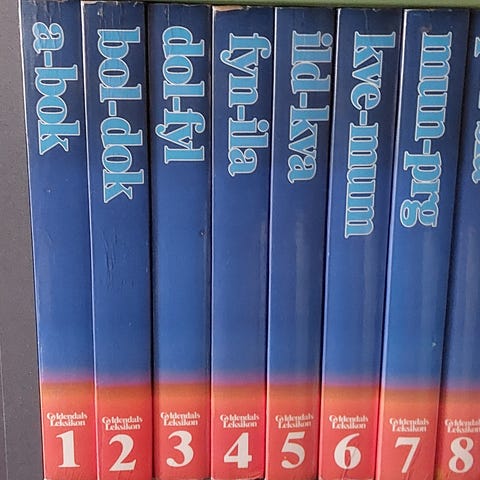 a-bok
Gyldendals
Leksikon
1
bol-dok
Gyldendals
Leksikon
2
dol-fyl
Gyldendals
Leksikon
3
fyn-ila
Gyldendals
Leksikon
4
ild-kva
Gyldendals
Leksikon
5
kve-mum
Gyldendals
Leksikon
6
mun-prg
Gyldendals
Leksikon
7
Gyldendals
Leksikon
8